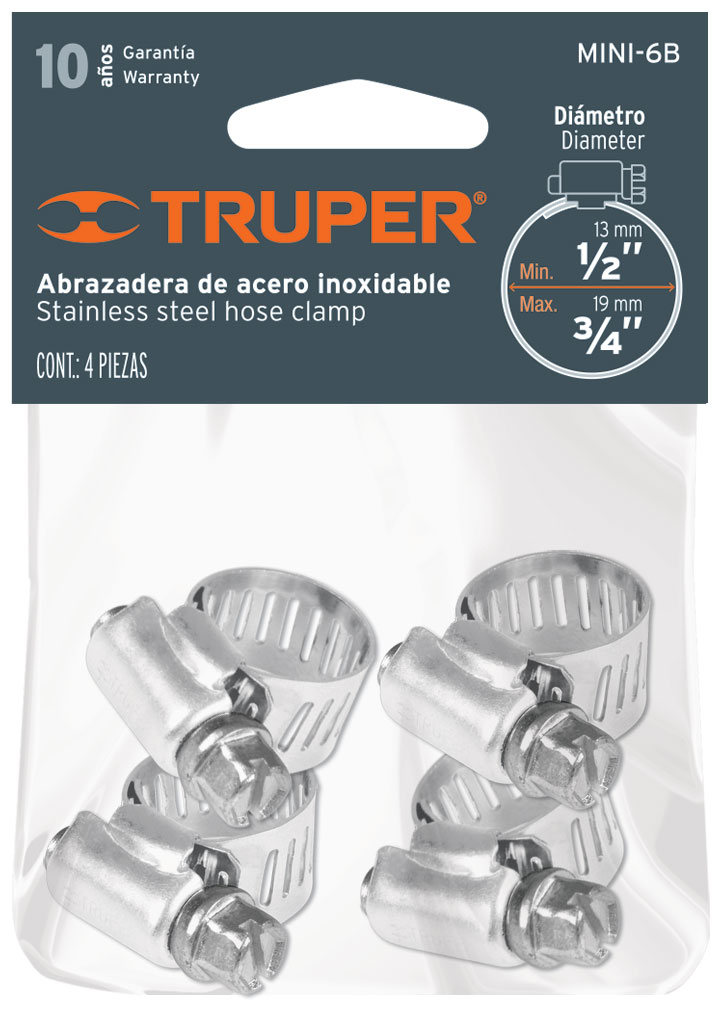 10 años Garantía
Warranty
MINI-6B
Diámetro
Diameter
13 mm
Min. 1/2"
Max. 19 mm
3/4"
TRUPER®
Abrazadera de acero inoxidable
Stainless steel hose clamp
CONT.: 4 PIEZAS
TRUPER